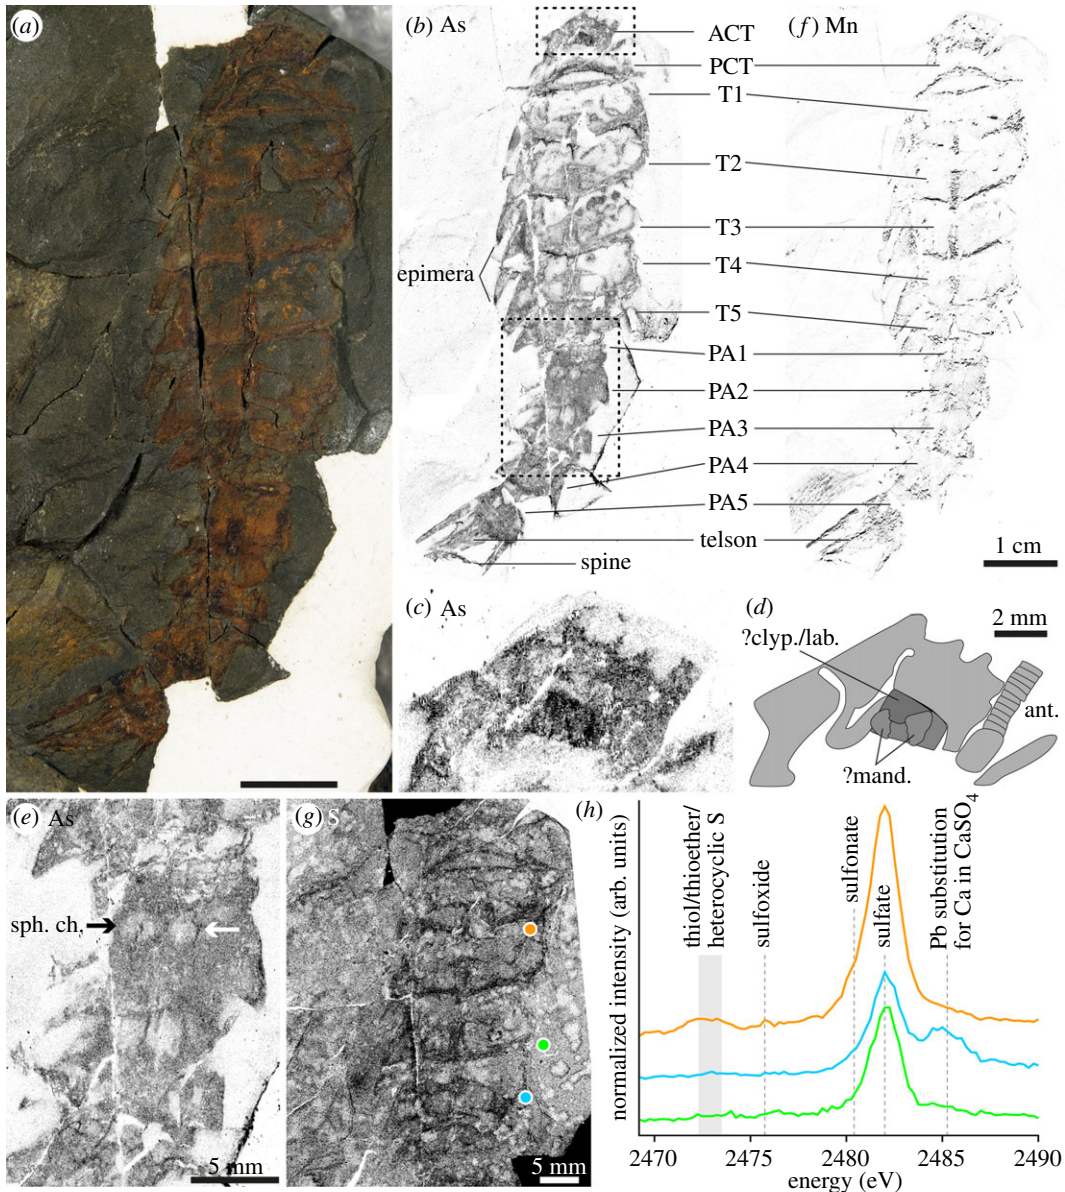 (a)
(b) As
ACT
(f) Mn
PCT
T1
T2
T3
epimera
T4
T5
PA1
PA2
PA3
PA4
PA5
telson
spine
1 cm
(c) As
(d)
2 mm
?clyp./lab.
ant.
?mand.
(e) As
sph. ch.
5 mm
(g) S
5 mm
(h)
normalized intensity (arb. units)
thiol/thioether/
heterocyclic S
sulfoxide
sulfonate
sulfate
Pb substitution
for Ca in CaSO4
2470 2475 2480 2485 2490
energy (eV)